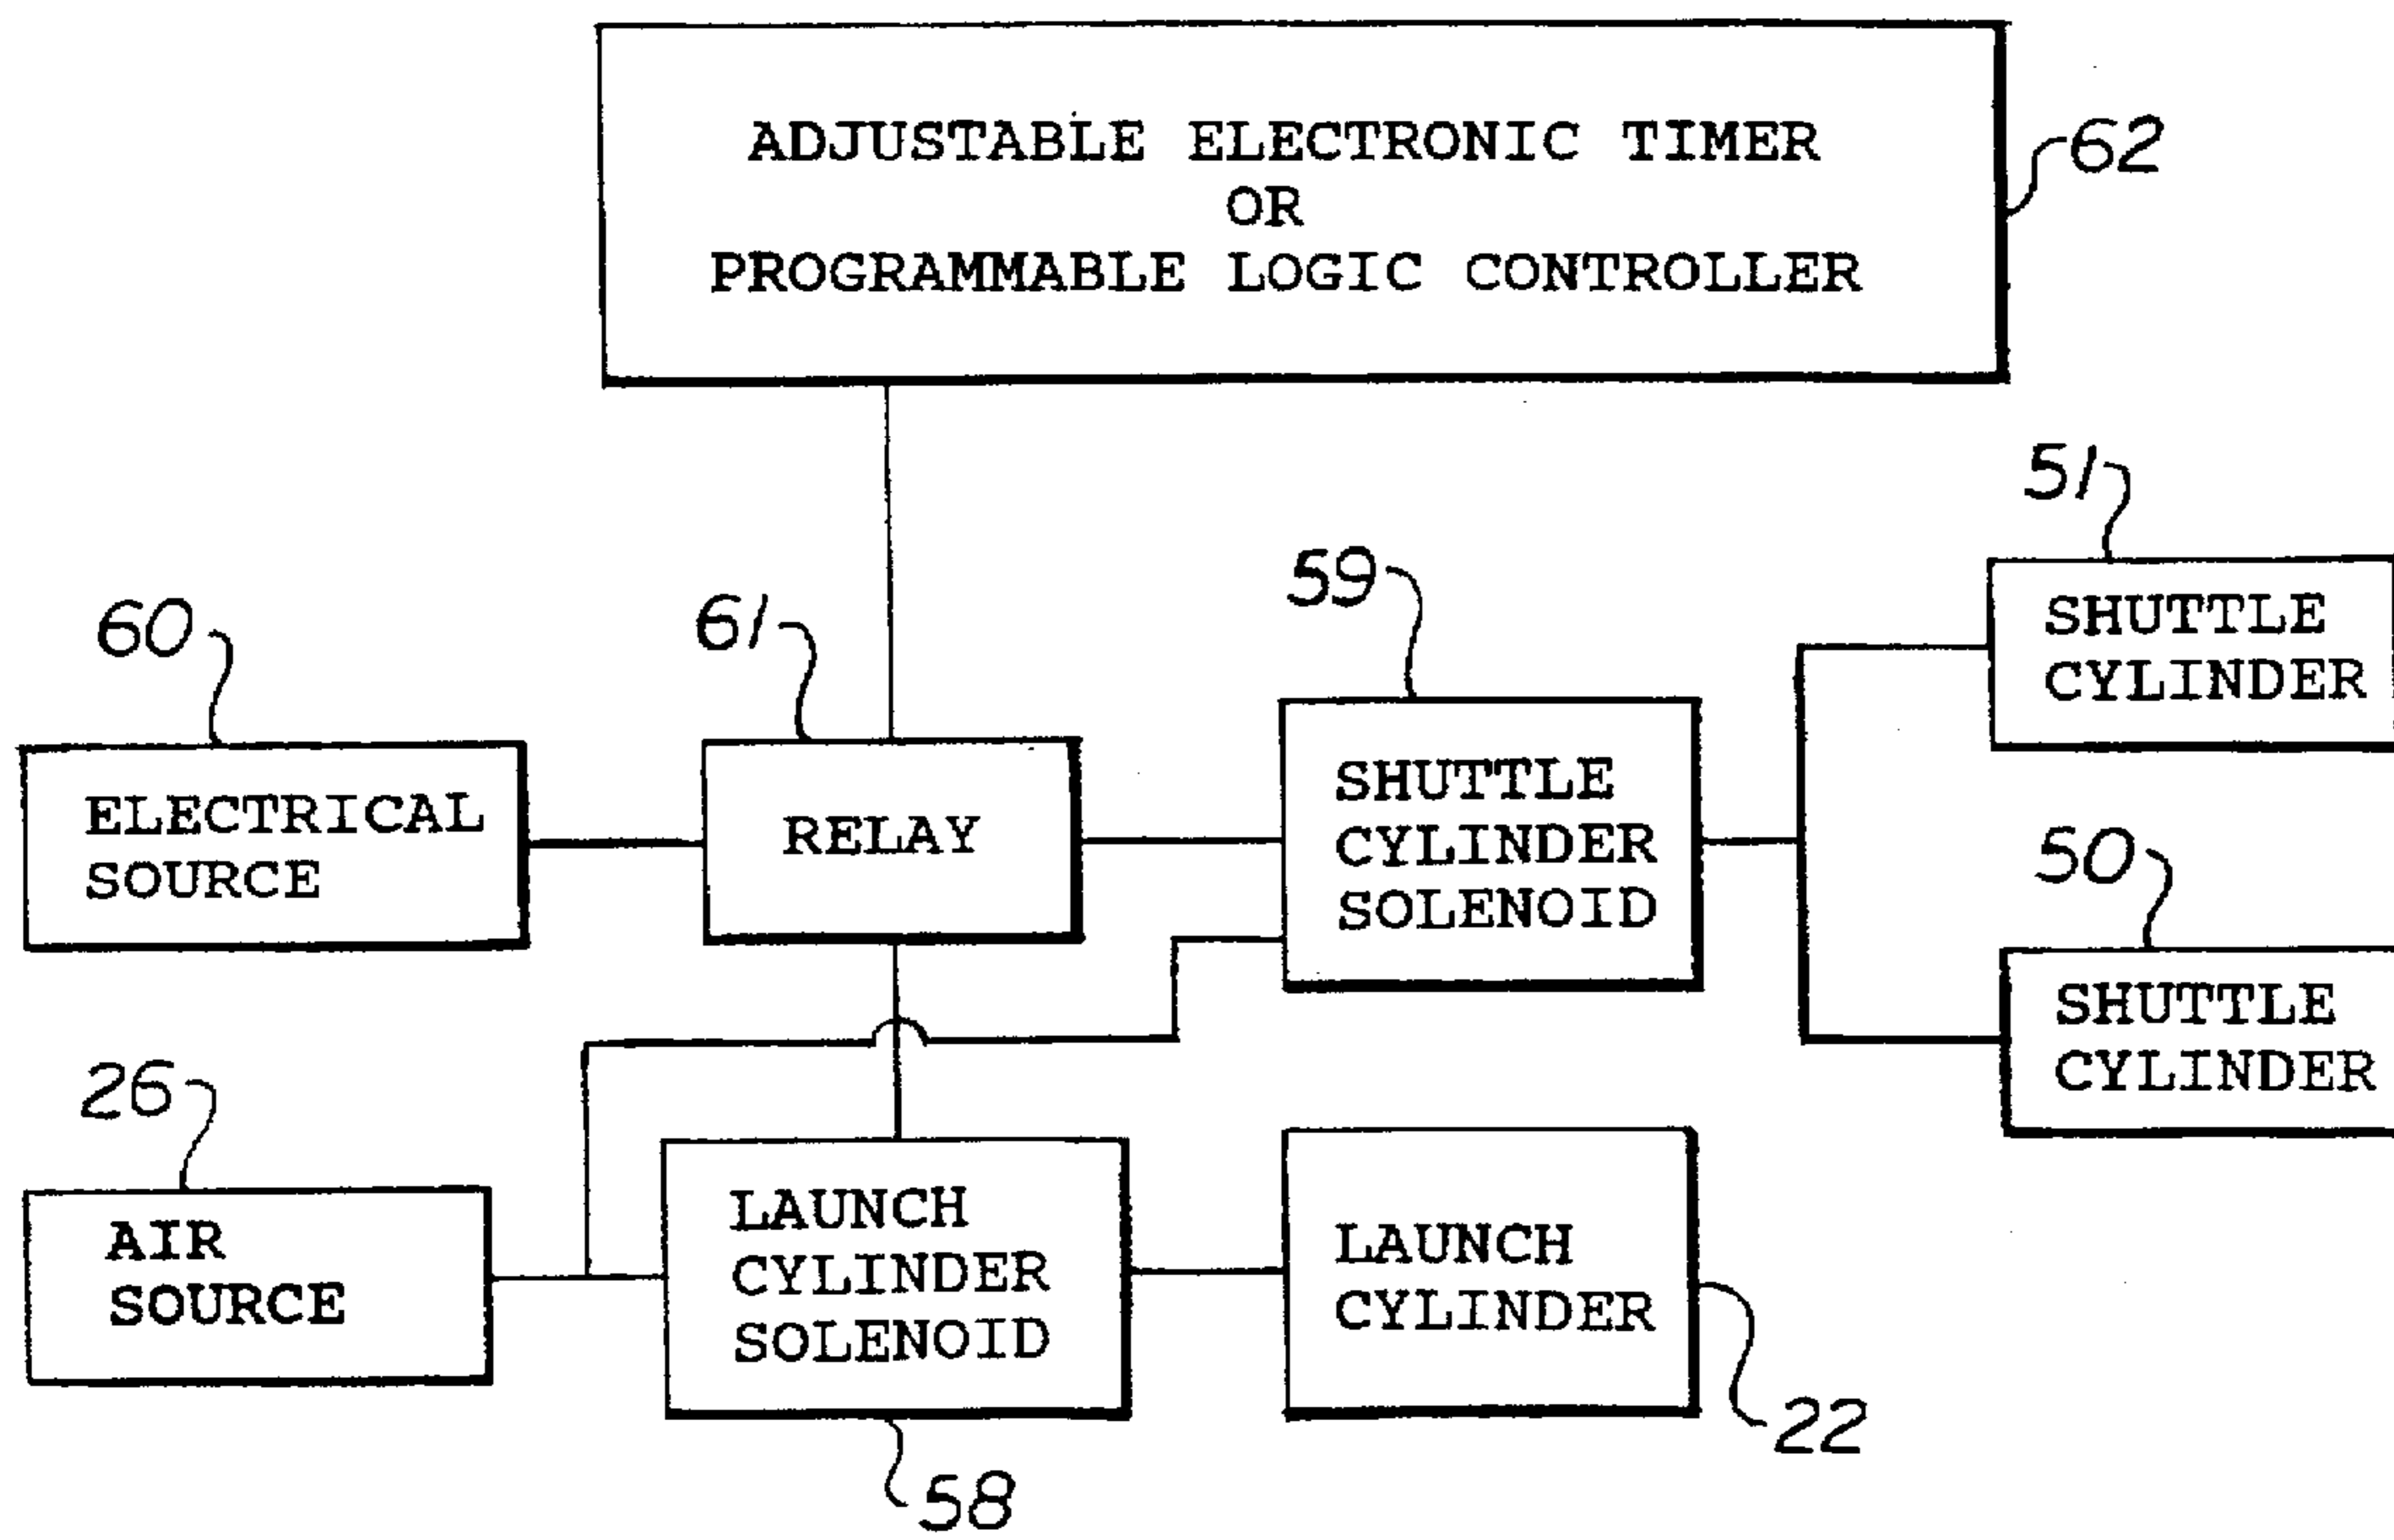 ADJUSTABLE ELECTRONIC TIMER
OR
PROGRAMMABLE LOGIC CONTROLLER
62
51
SHUTTLE
CYLINDER
59
SHUTTLE
CYLINDER
SOLENOID
61
RELAY
60
ELECTRICAL
SOURCE
50
SHUTTLE
CYLINDER
26
AIR
SOURCE
LAUNCH
CYLINDER
SOLENOID
58
LAUNCH
CYLINDER
22